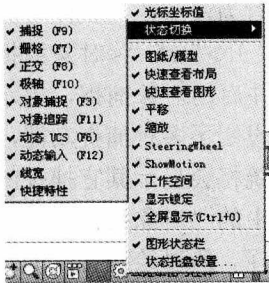 光标坐标值
状态切换
捕捉 (F9)
栅格 (F7)
正交 (F8)
极轴 (F10)
对象捕捉 (F3)
对象追踪 (F11)
动态 UCS (F6)
动态输入 (F12)
线宽
快捷特性
图纸/模型
快速查看布局
快速查看图形
平移
缩放
SteeringWheel
ShowMotion
工作空间
显示锁定
全屏显示(Ctrl+0)
图形状态栏
状态托盘设置...